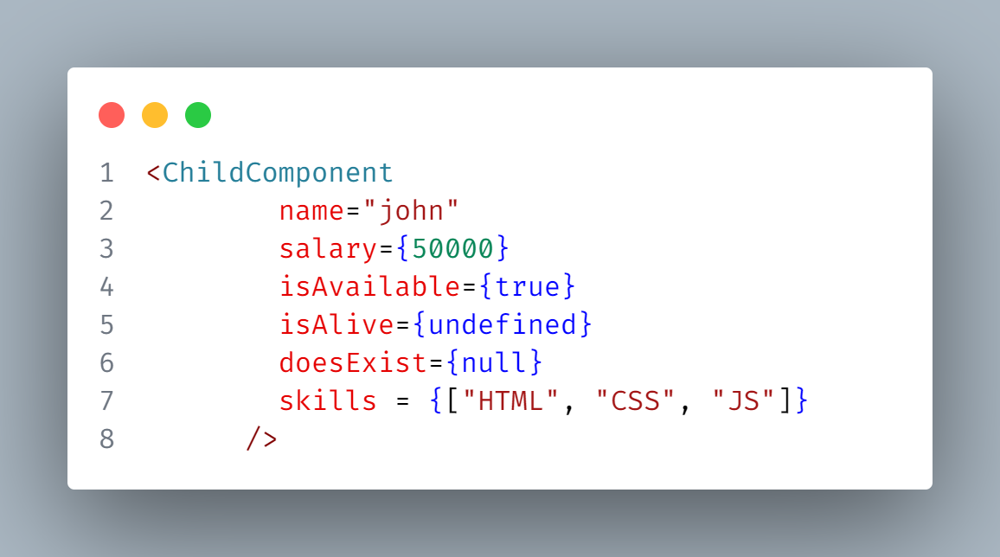 1 <ChildComponent
2 name="john"
3 salary={50000}
4 isAvailable={true}
5 isAlive={undefined}
6 doesExist={null}
7 skills = {["HTML", "CSS", "JS"]}
8 />